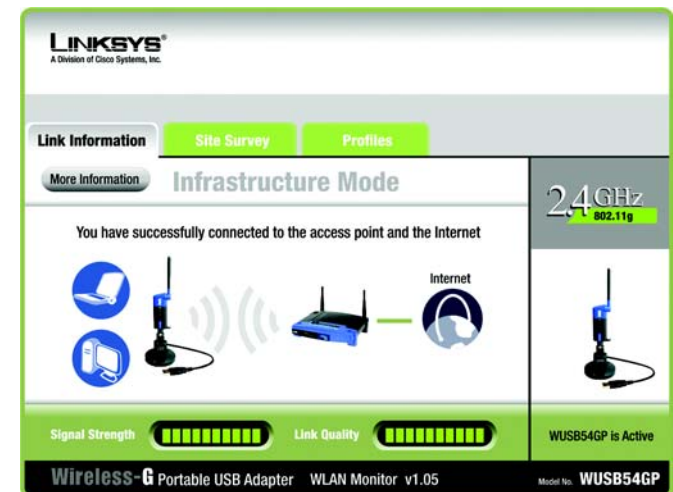 LINKSYS®
A Division of Cisco Systems, Inc.
Link Information
Site Survey
Profiles
More Information
Infrastructure Mode
2.4 GHz
802.11g
You have successfully connected to the access point and the Internet
Internet
Signal Strength
Link Quality
WUSB54GP is Active
Wireless-G Portable USB Adapter WLAN Monitor v1.05
Model No. WUSB54GP